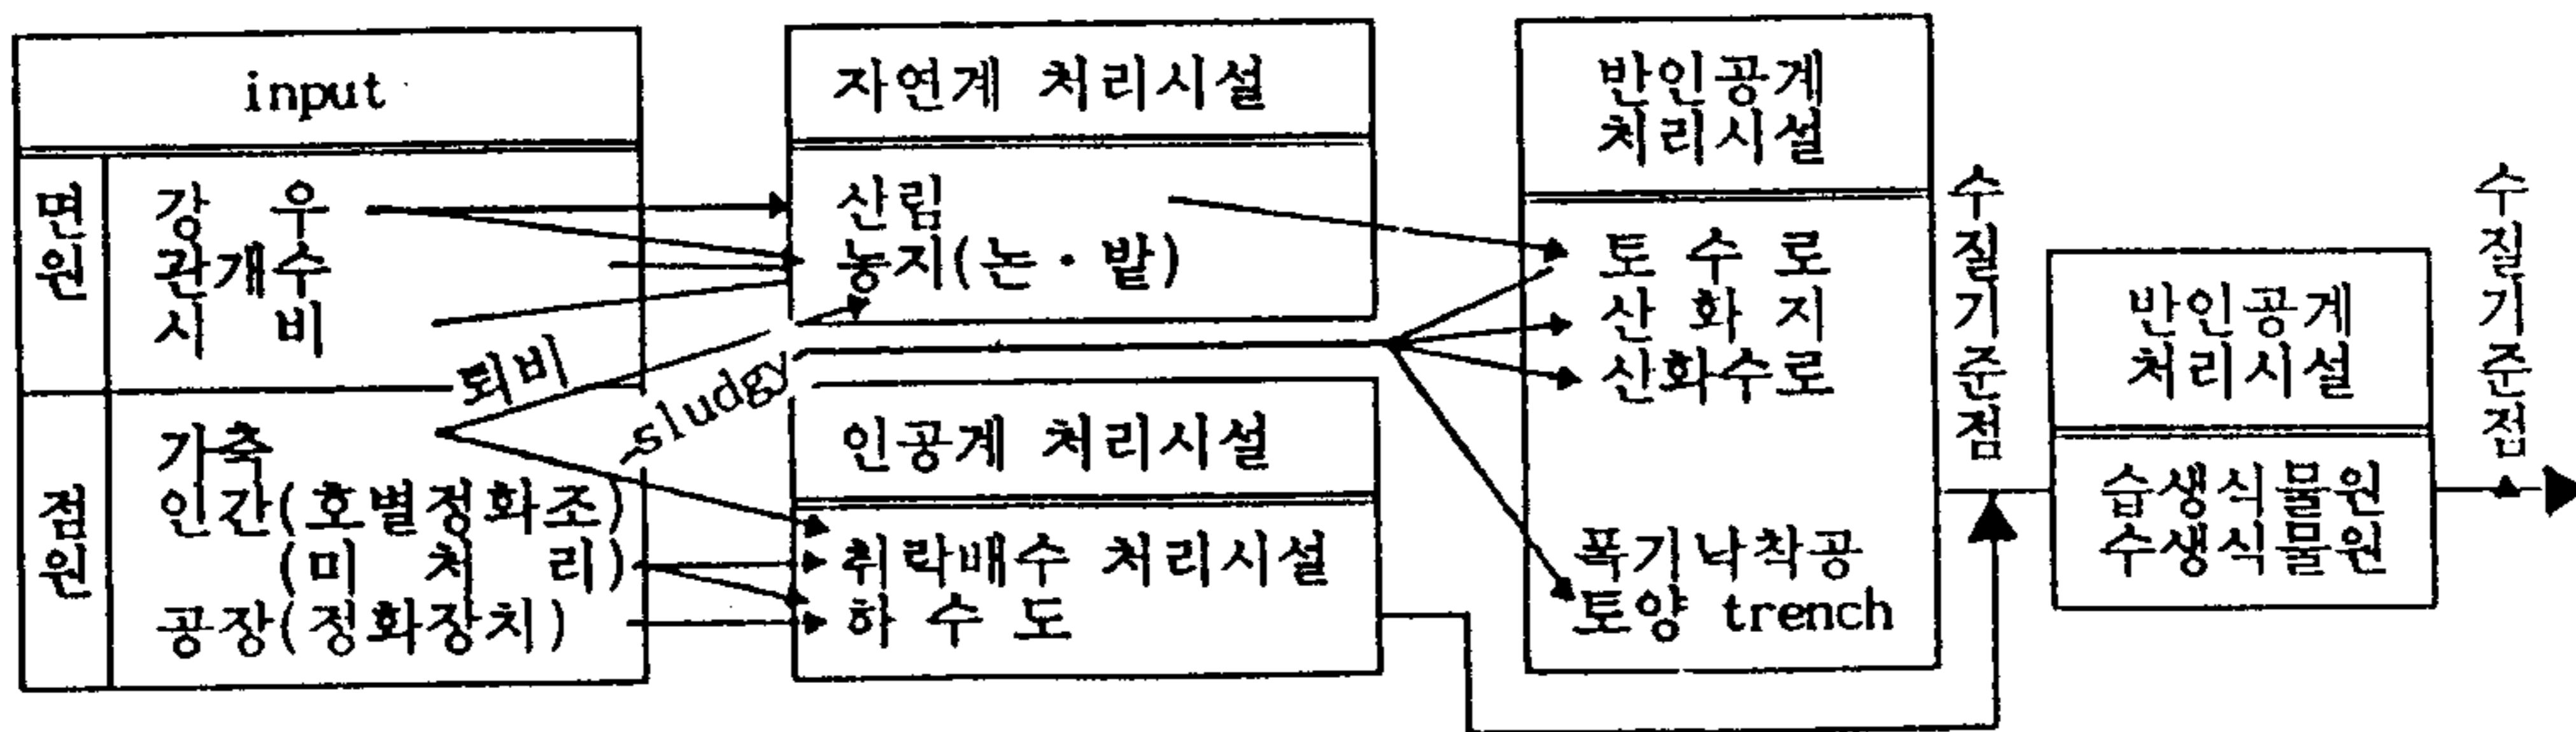 input
면원
강 우
관개수
시 비
점원
가축
인간(호별정화조)
(미 처 리)
공장(정화장치)
퇴비
sludgy
자연계 처리시설
산림
농지(논·밭)
인공계 처리시설
취락배수 처리시설
하 수 도
반인공계
처리시설
토 수 로
산 화 지
산화수로
폭기낙착공
토양 trench
수질기준점
반인공계
처리시설
습생식물원
수생식물원
수질기준점